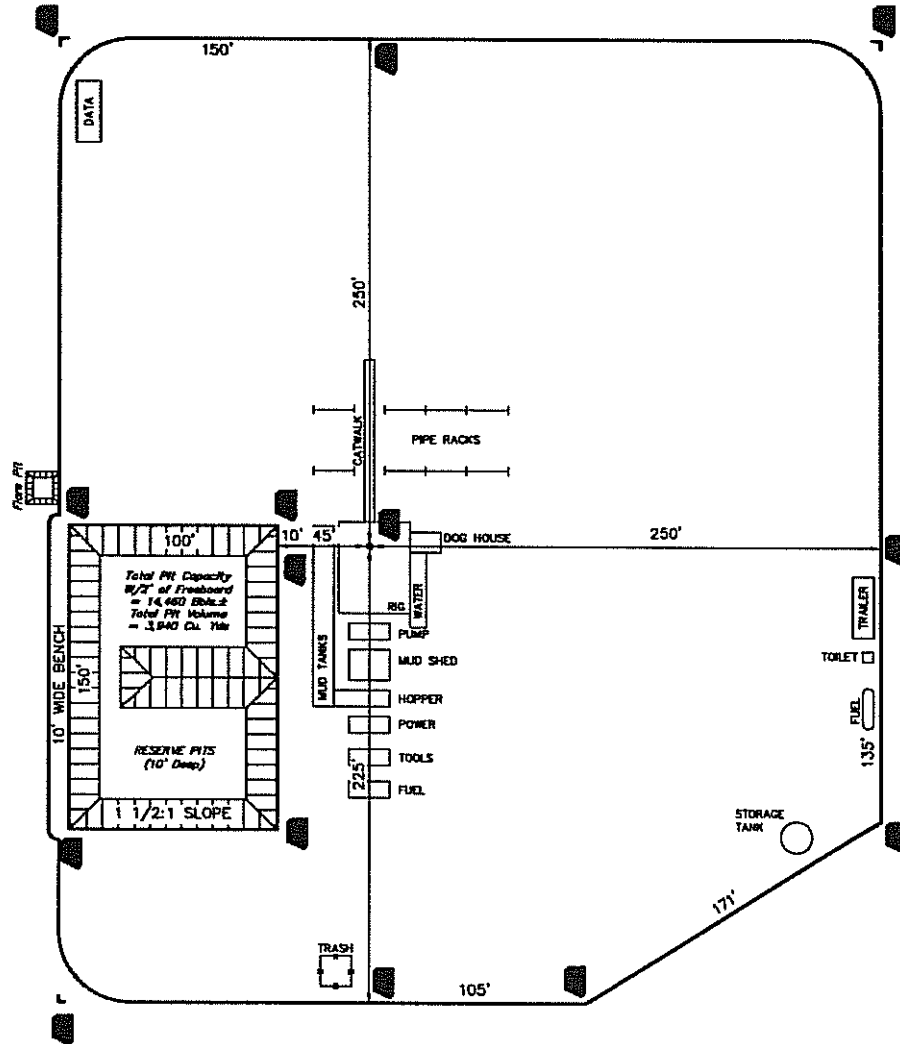 150'
DATA
250'
CATWALK
PIPE RACKS
Flare Pit
100'
10'
45'
DOG HOUSE
250'
Total Pit Capacity
W/2' of Freeboard
= 14,460 Bbls.±
Total Pit Volume
= 3,940 Cu. Yds
RIG
WATER
TRAILER
PUMP
10' WIDE BENCH
150'
MUD TANKS
MUD SHED
TOILET
HOPPER
FUEL
POWER
RESERVE PITS
(10' Deep)
TOOLS
135'
225'
FUEL
1 1/2:1 SLOPE
STORAGE
TANK
171'
TRASH
105'